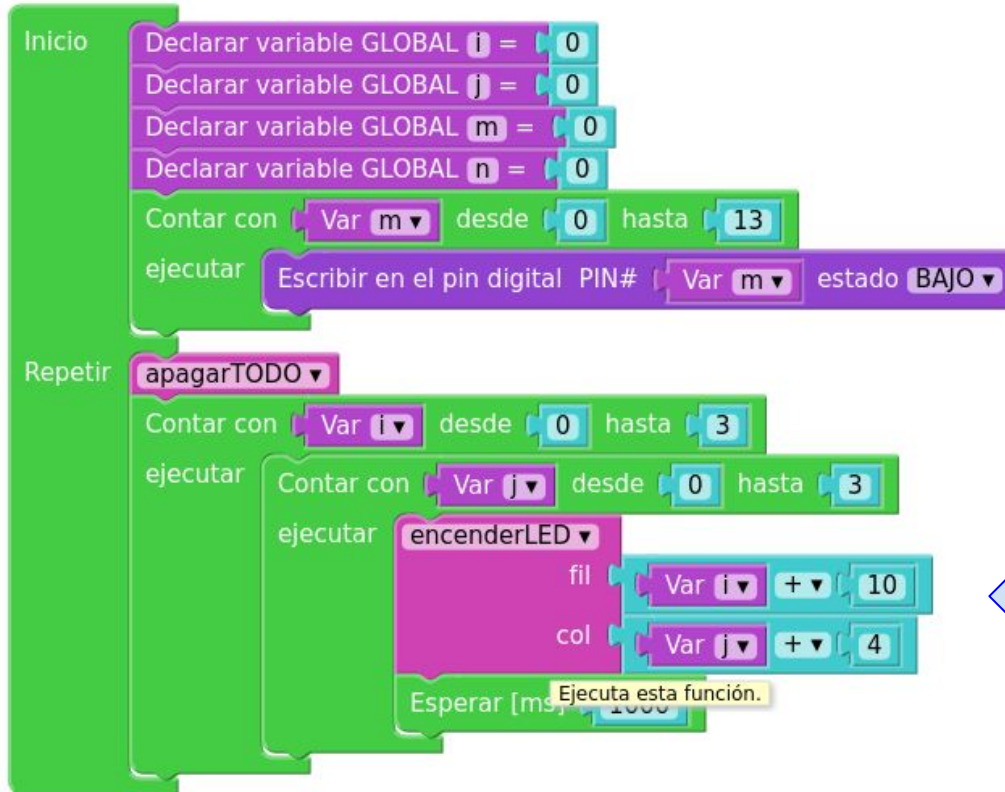 Inicio
Declarar variable GLOBAL i = 0
Declarar variable GLOBAL j = 0
Declarar variable GLOBAL m = 0
Declarar variable GLOBAL n = 0
Contar con Var m ▾ desde 0 hasta 13
ejecutar Escribir en el pin digital PIN# Var m ▾ estado BAJO ▾
Repetir apagarTODO ▾
Contar con Var i ▾ desde 0 hasta 3
ejecutar Contar con Var j ▾ desde 0 hasta 3
ejecutar encenderLED ▾
fil Var i ▾ + ▾ 10
col Var j ▾ + ▾ 4
Ejecuta esta función.
Esperar [ms]